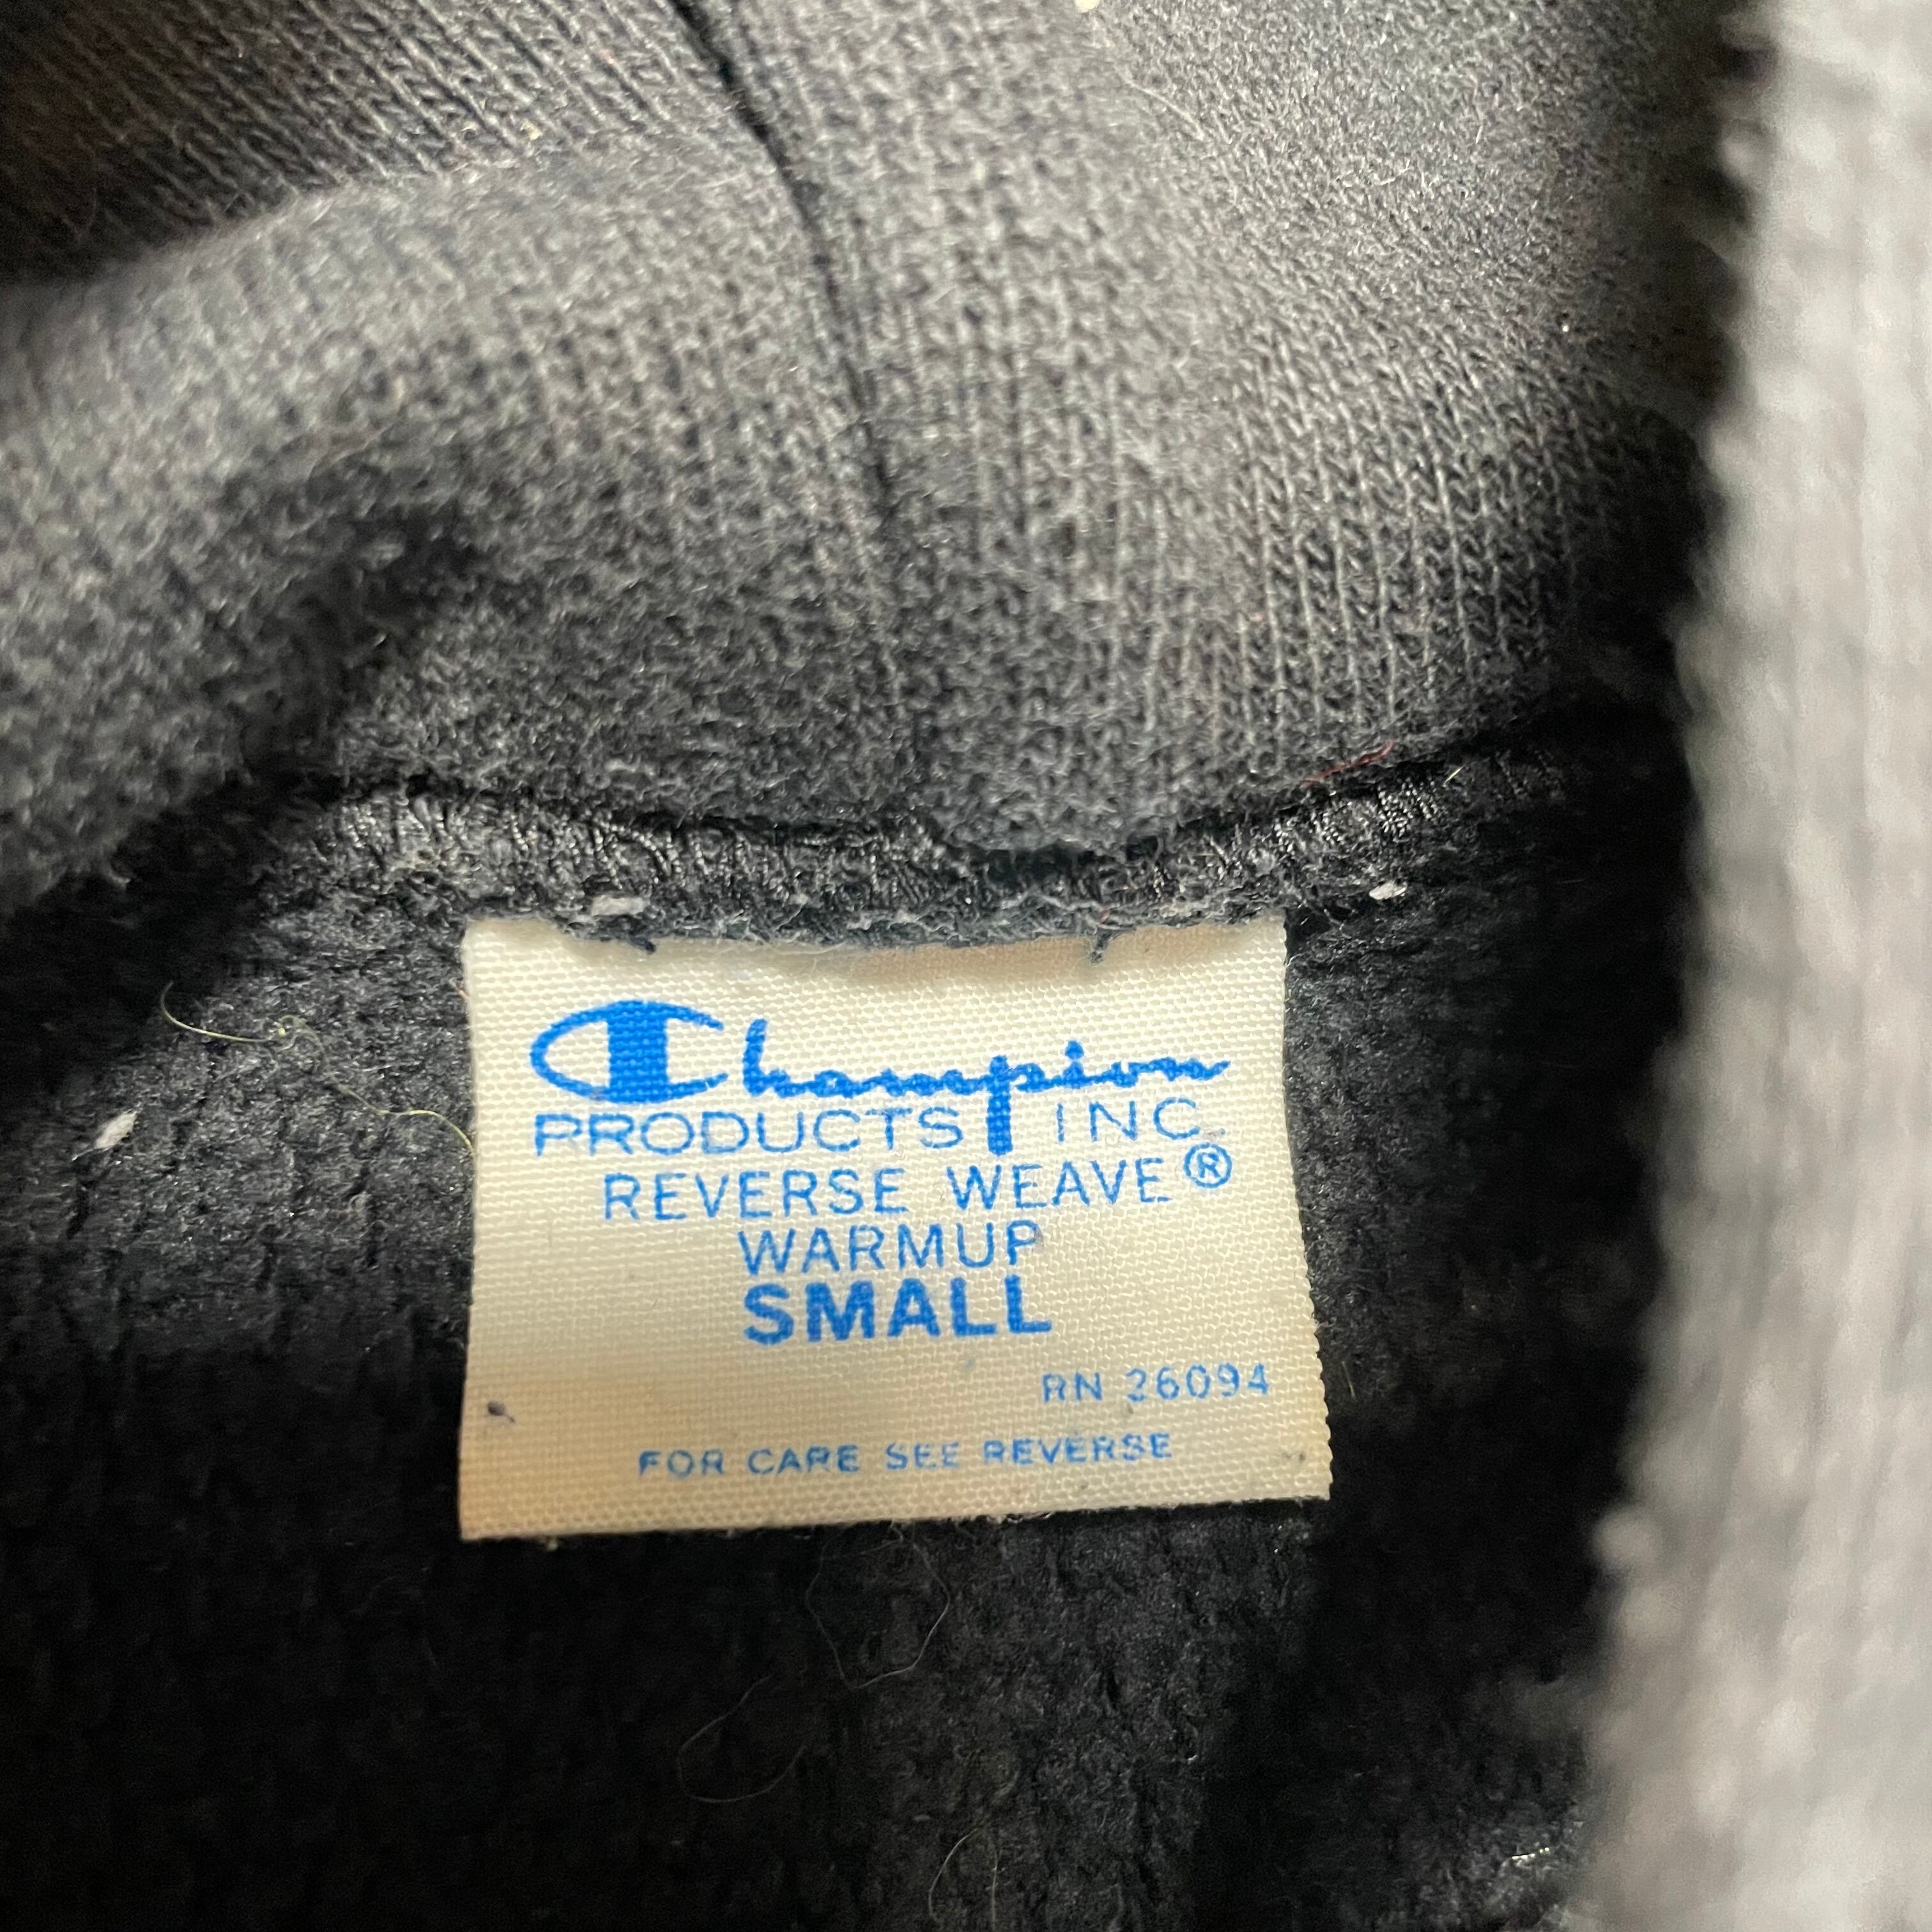 Champion
PRODUCTS INC.
REVERSE WEAVE®
WARMUP
SMALL
RN 26094
FOR CARE SEE REVERSE